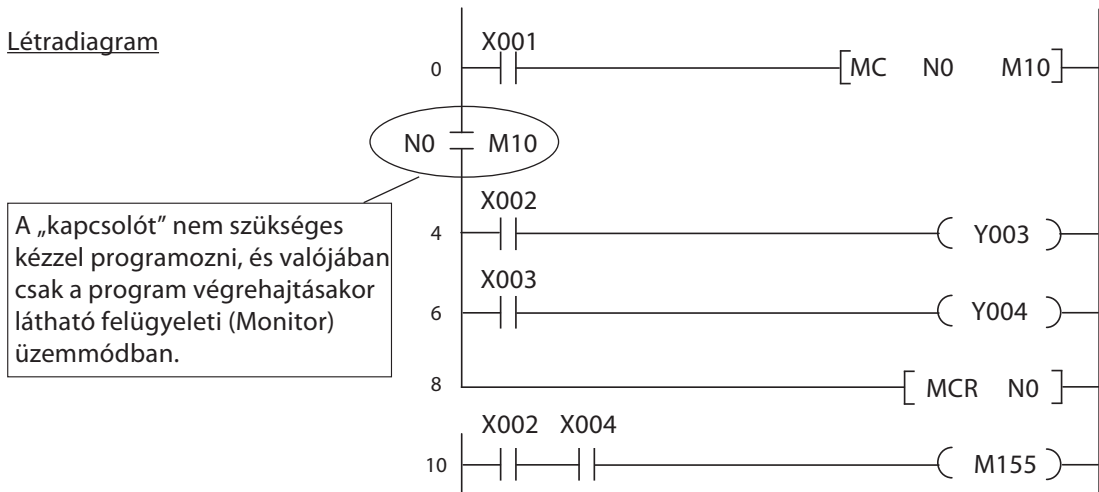 Létradiagram
X001
0 MC N0 M10
N0 M10
A „kapcsolót” nem szükséges
kézzel programozni, és valójában
csak a program végrehajtásakor
látható felügyeleti (Monitor)
üzemmódban.
X002
4 Y003
X003
6 Y004
8 MCR N0
X002 X004
10 M155